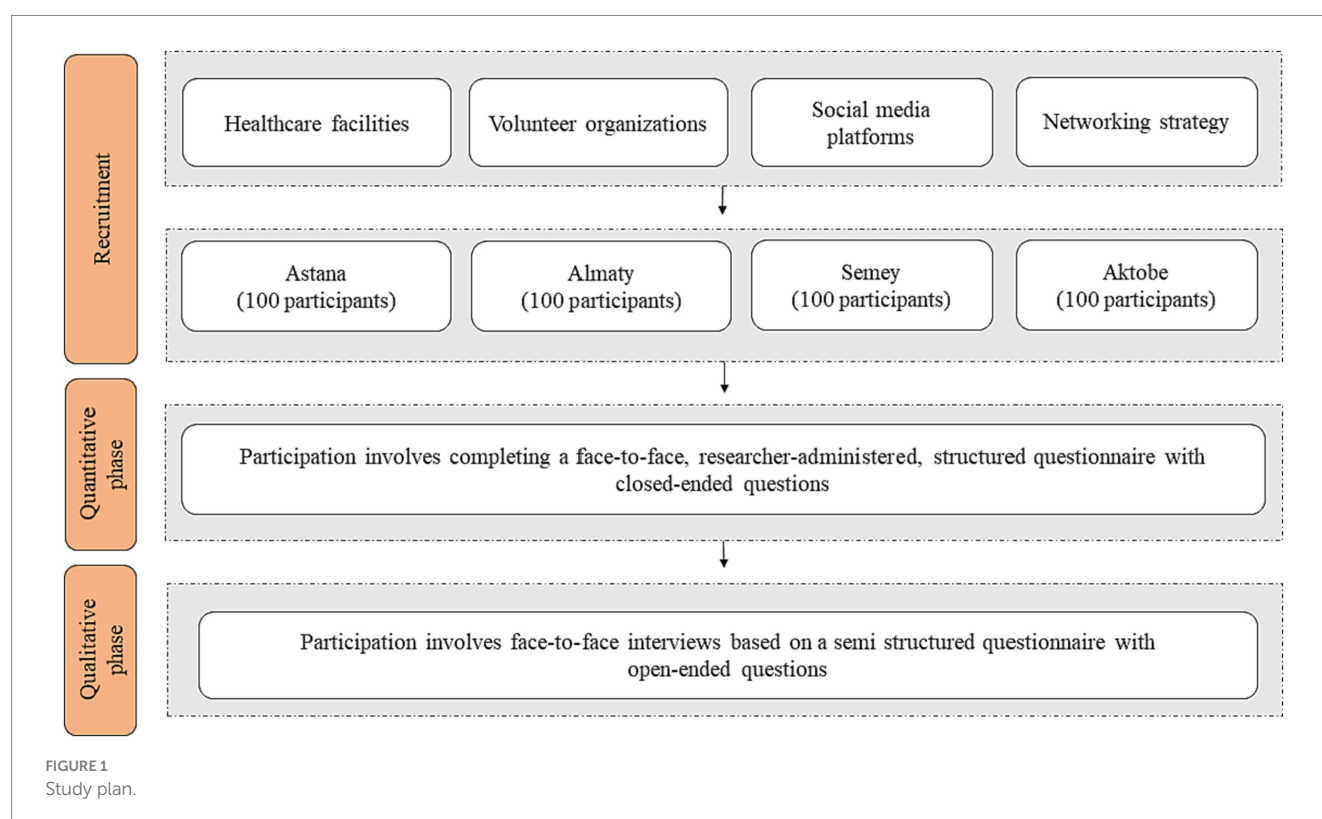 Recruitment
Healthcare facilities
Volunteer organizations
Social media
platforms
Networking strategy
Astana
(100 participants)
Almaty
(100 participants)
Semey
(100 participants)
Aktobe
(100 participants)
Quantitative
phase
Participation involves completing a face-to-face, researcher-administered, structured questionnaire with
closed-ended questions
Qualitative
phase
Participation involves face-to-face interviews based on a semi structured questionnaire with
open-ended questions
FIGURE 1
Study plan.